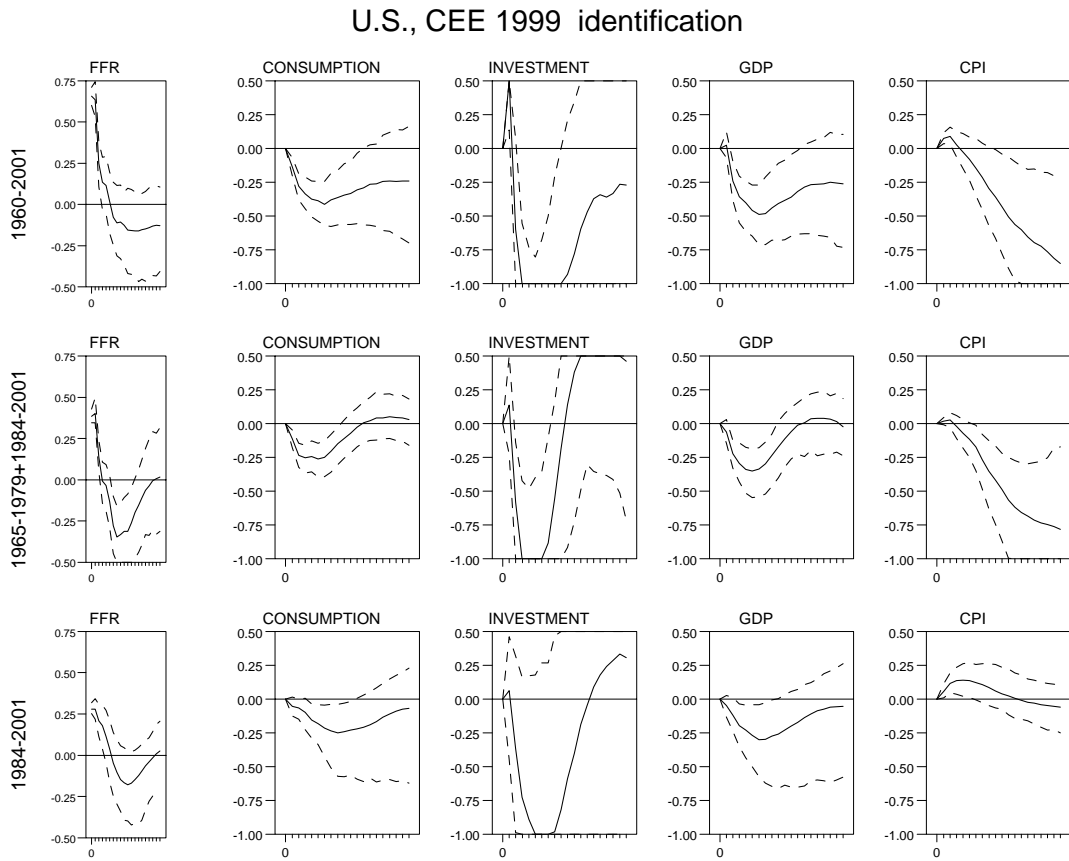 U.S., CEE 1999 identification
FFR CONSUMPTION INVESTMENT GDP CPI
1960-2001
0.75 0.50 0.25 0.00 -0.25 -0.50
0
0.50 0.25 0.00 -0.25 -0.50 -0.75 -1.00
0
0.50 0.25 0.00 -0.25 -0.50 -0.75 -1.00
0
0.50 0.25 0.00 -0.25 -0.50 -0.75 -1.00
0
0.50 0.25 0.00 -0.25 -0.50 -0.75 -1.00
0
FFR CONSUMPTION INVESTMENT GDP CPI
1965-1979+1984-2001
0.75 0.50 0.25 0.00 -0.25 -0.50
0
0.50 0.25 0.00 -0.25 -0.50 -0.75 -1.00
0
0.50 0.25 0.00 -0.25 -0.50 -0.75 -1.00
0
0.50 0.25 0.00 -0.25 -0.50 -0.75 -1.00
0
0.50 0.25 0.00 -0.25 -0.50 -0.75 -1.00
0
FFR CONSUMPTION INVESTMENT GDP CPI
1984-2001
0.75 0.50 0.25 0.00 -0.25 -0.50
0
0.50 0.25 0.00 -0.25 -0.50 -0.75 -1.00
0
0.50 0.25 0.00 -0.25 -0.50 -0.75 -1.00
0
0.50 0.25 0.00 -0.25 -0.50 -0.75 -1.00
0
0.50 0.25 0.00 -0.25 -0.50 -0.75 -1.00
0